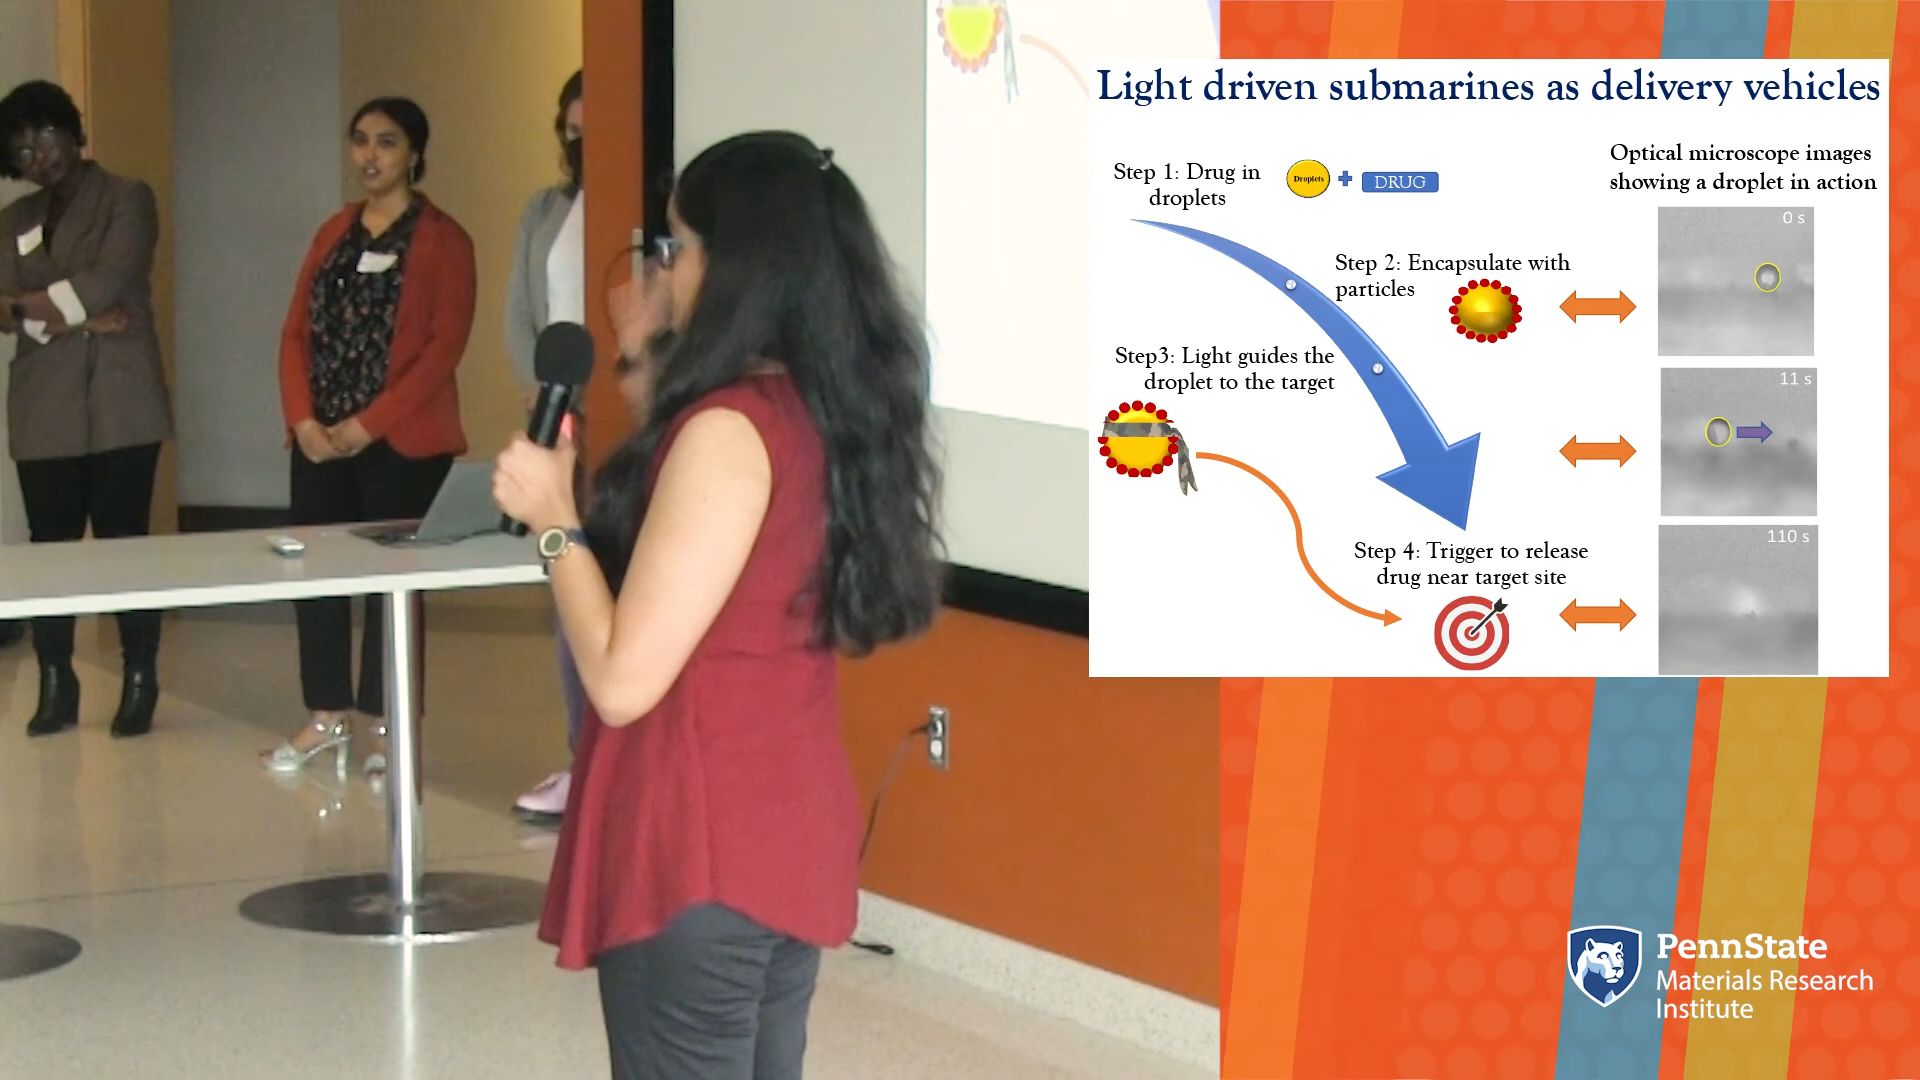 Light driven submarines as delivery vehicles
Step 1: Drug in
droplets
Droplets
DRUG
Optical microscope images
showing a droplet in action
0 s
Step 2: Encapsulate with
particles
Step3: Light guides the
droplet to the target
11 s
Step 4: Trigger to release
drug near target site
110 s
PennState
Materials Research
Institute